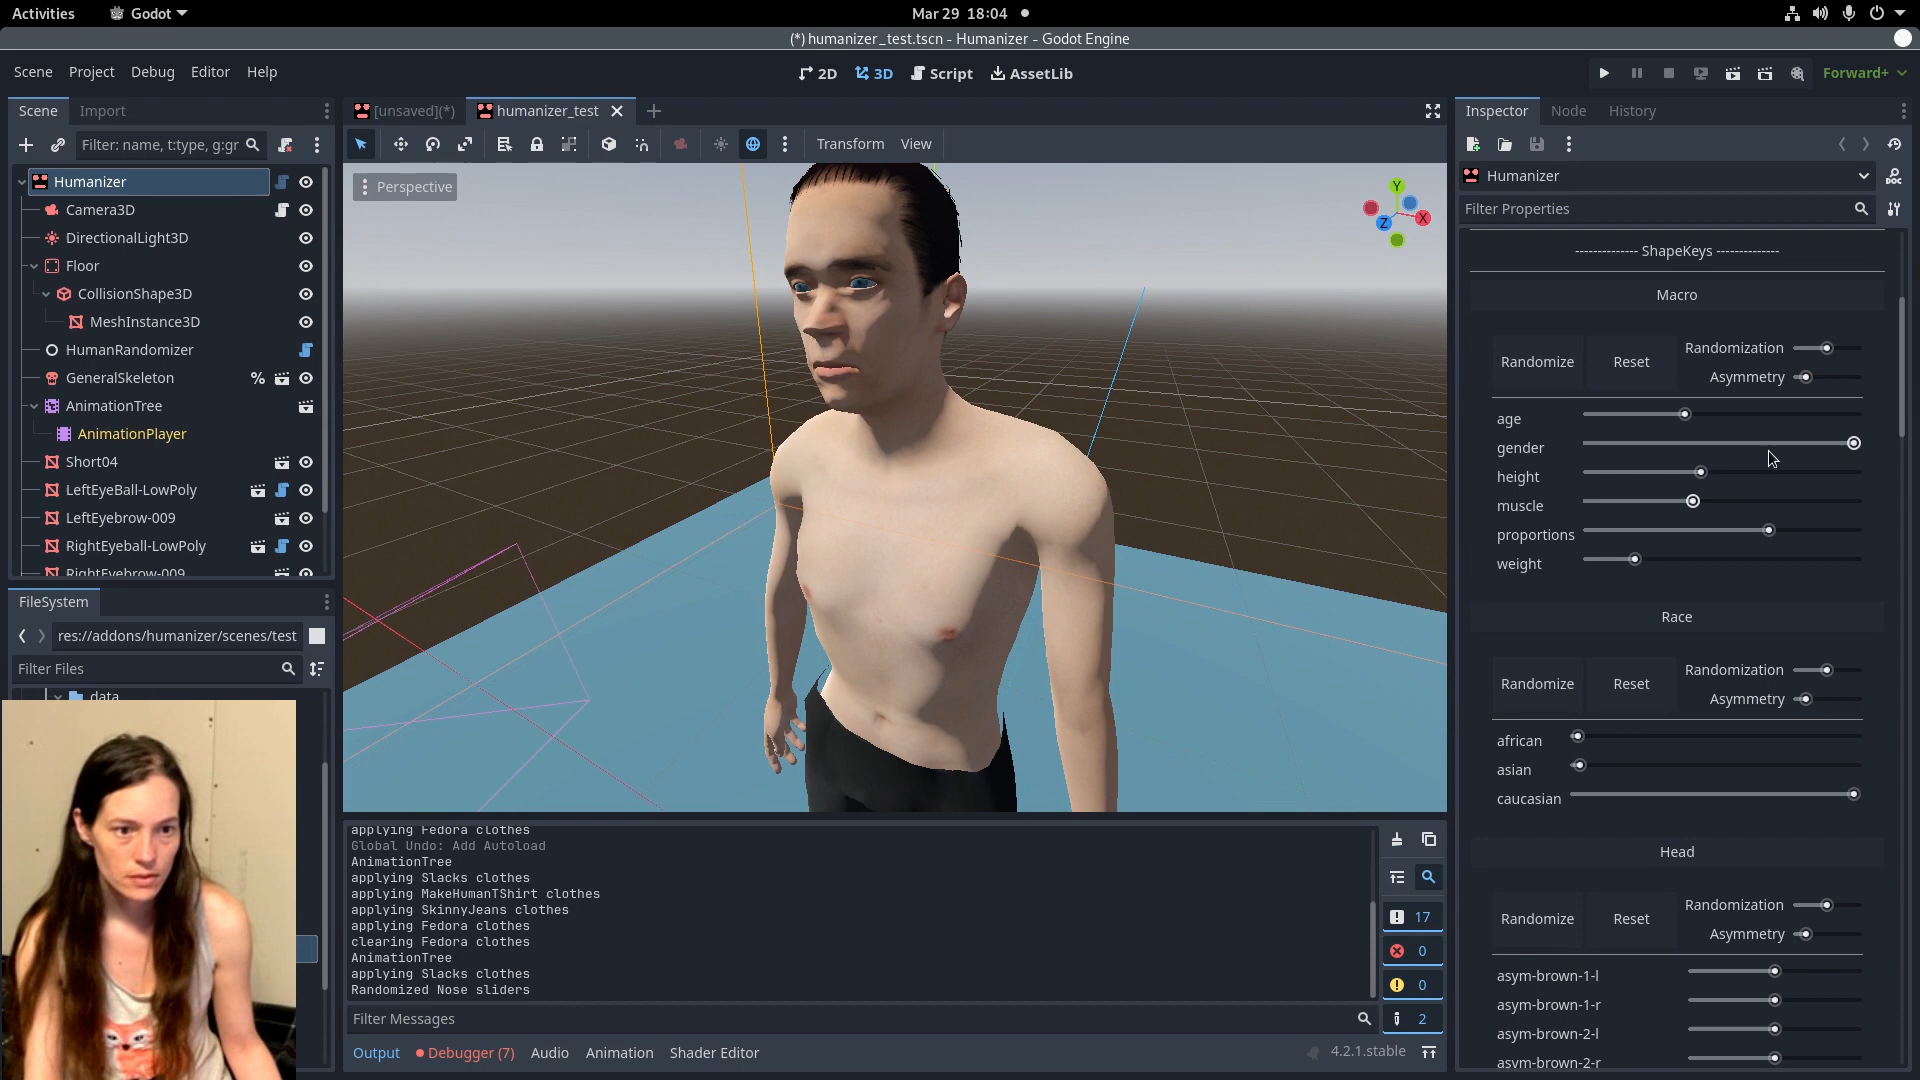 Activities
Godot
Mar 29 18:04
(*) humanizer_test.tscn - Humanizer - Godot Engine
Scene Project Debug Editor Help
2D 3D Script AssetLib
Forward+
Scene Import
[unsaved](*) humanizer_test
Inspector Node History
Filter: name, t:type, g:gr
Transform View
Perspective
Humanizer
Camera3D
DirectionalLight3D
Floor
CollisionShape3D
MeshInstance3D
HumanRandomizer
GeneralSkeleton
%
AnimationTree
AnimationPlayer
Short04
LeftEyeBall-LowPoly
LeftEyebrow-009
RightEyeball-LowPoly
RightEyebrow-009
FileSystem
res://addons/humanizer/scenes/test
Filter Files
data
Y
X
Z
applying Fedora clothes
Global Undo: Add Autoload
AnimationTree
applying Slacks clothes
applying MakeHumanTShirt clothes
applying SkinnyJeans clothes
applying Fedora clothes
clearing Fedora clothes
AnimationTree
applying Slacks clothes
Randomized Nose sliders
Filter Messages
17
0
0
2
Output Debugger (7) Audio Animation Shader Editor
4.2.1.stable
Humanizer
DOC
Filter Properties
-------------- ShapeKeys --------------
Macro
Randomize Reset Randomization
Asymmetry
age
gender
height
muscle
proportions
weight
Race
Randomize Reset Randomization
Asymmetry
african
asian
caucasian
Head
Randomize Reset Randomization
Asymmetry
asym-brown-1-l
asym-brown-1-r
asym-brown-2-l
asym-brown-2-r